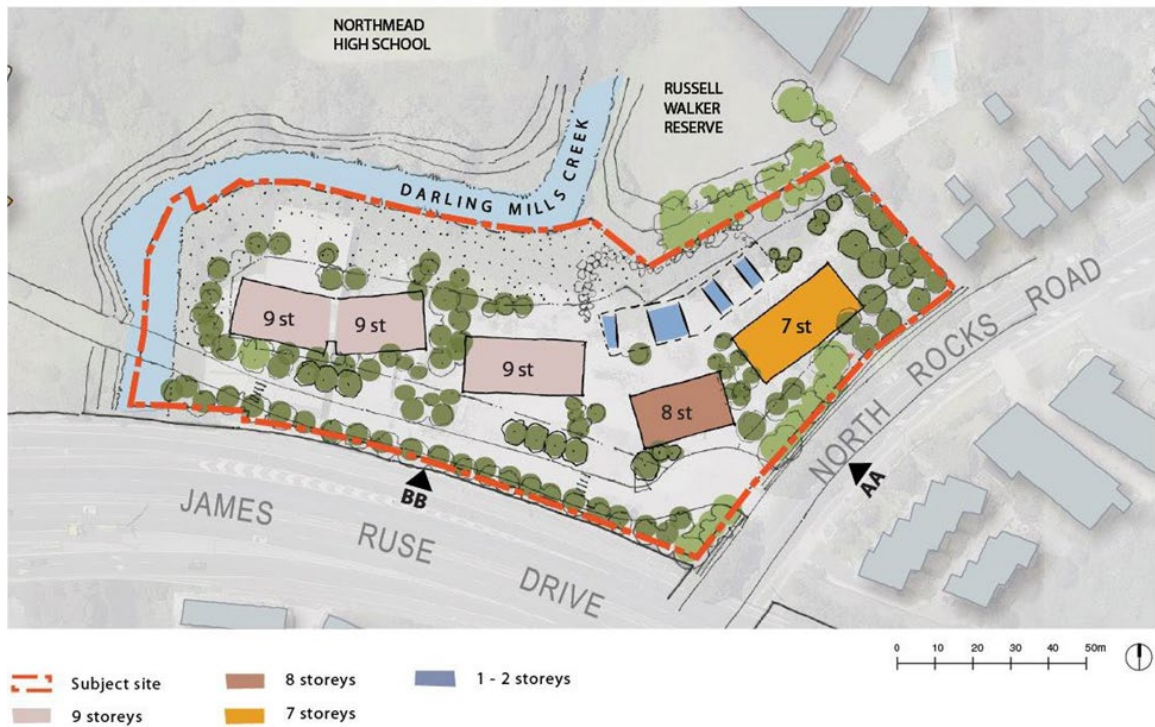 NORTHMEAD
HIGH SCHOOL
RUSSELL
WALKER
RESERVE
DARLING MILLS CREEK
9 st
9 st
9 st
7 st
8 st
NORTH ROCKS ROAD
AA
BB
JAMES RUSE DRIVE
0 10 20 30 40 50m
Subject site
8 storeys
1 - 2 storeys
9 storeys
7 storeys